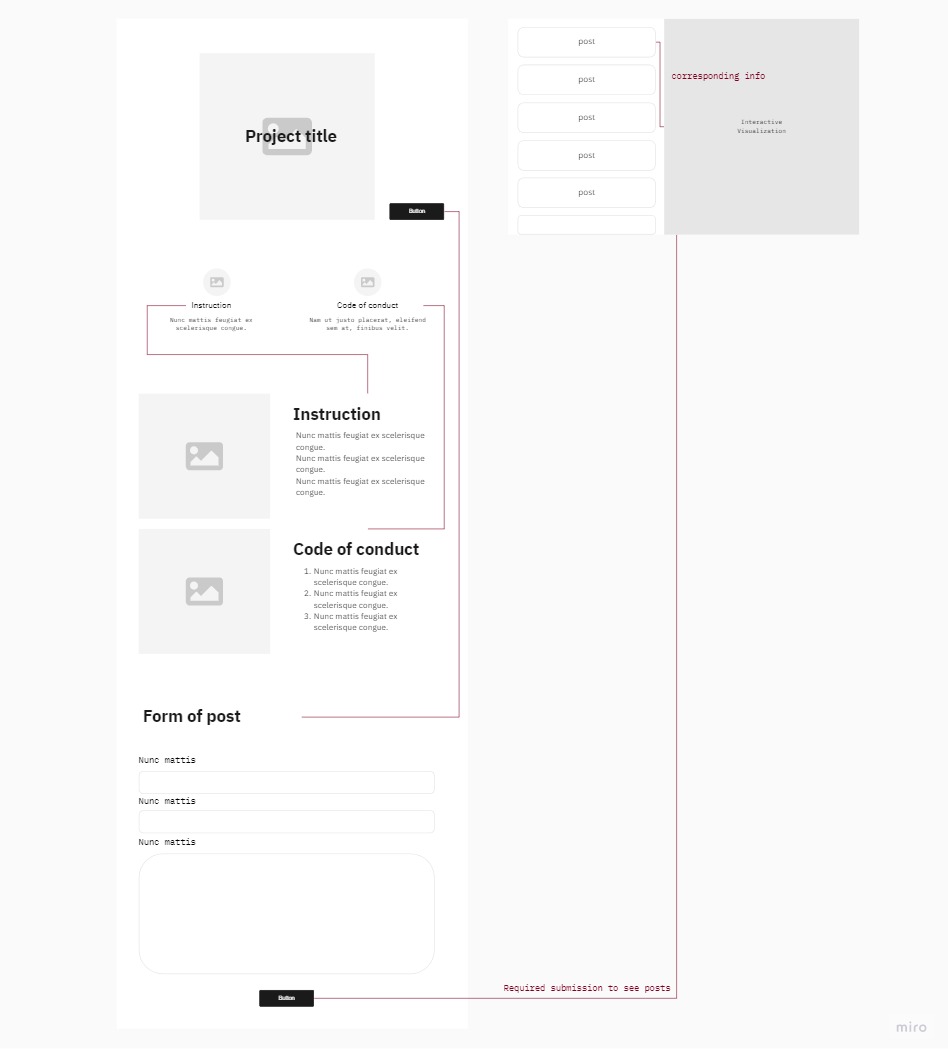 Project title
Button
Instruction
Nunc mattis feugiat ex
scelerisque congue.
Code of conduct
Nam ut justo placerat, eleifend
sem at, finibus velit.
Instruction
Nunc mattis feugiat ex scelerisque
congue.
Nunc mattis feugiat ex scelerisque
congue.
Nunc mattis feugiat ex scelerisque
congue.
Code of conduct
1. Nunc mattis feugiat ex
scelerisque congue.
2. Nunc mattis feugiat ex
scelerisque congue.
3. Nunc mattis feugiat ex
scelerisque congue.
Form of post
Nunc mattis
Nunc mattis
Nunc mattis
Button
Required submission to see posts
post
post
post
post
post
corresponding info
Interactive
Visualization
miro